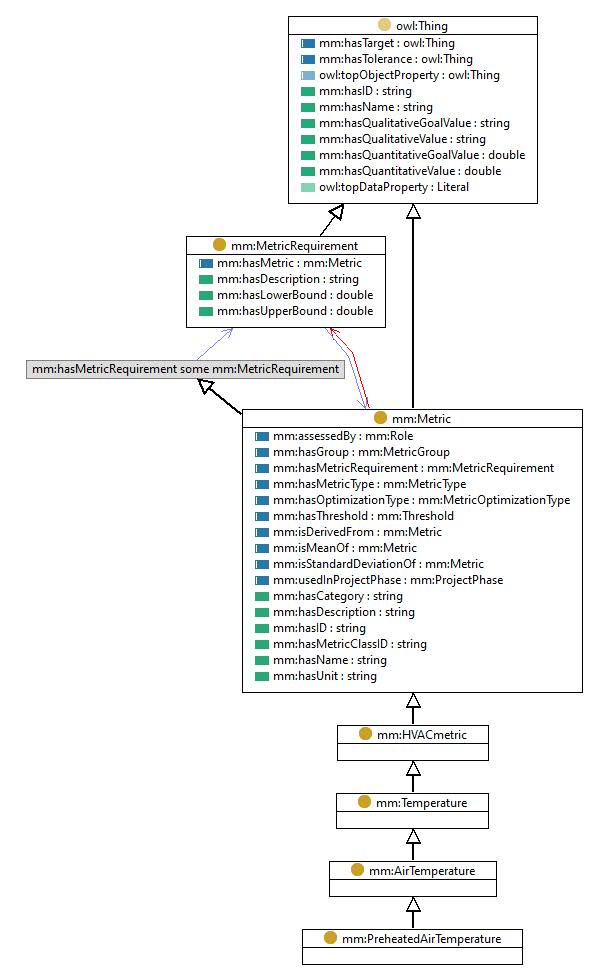 owl:Thing
mm:hasTarget : owl:Thing
mm:hasTolerance : owl:Thing
owl:topObjectProperty : owl:Thing
mm:hasID : string
mm:hasName : string
mm:hasQualitativeGoalValue : string
mm:hasQualitativeValue : string
mm:hasQuantitativeGoalValue : double
mm:hasQuantitativeValue : double
owl:topDataProperty : Literal
mm:MetricRequirement
mm:hasMetric : mm:Metric
mm:hasDescription : string
mm:hasLowerBound : double
mm:hasUpperBound : double
mm:hasMetricRequirement some mm:MetricRequirement
mm:Metric
mm:assessedBy : mm:Role
mm:hasGroup : mm:MetricGroup
mm:hasMetricRequirement : mm:MetricRequirement
mm:hasMetricType : mm:MetricType
mm:hasOptimizationType : mm:MetricOptimizationType
mm:hasThreshold : mm:Threshold
mm:isDerivedFrom : mm:Metric
mm:isMeanOf : mm:Metric
mm:isStandardDeviationOf : mm:Metric
mm:usedInProjectPhase : mm:ProjectPhase
mm:hasCategory : string
mm:hasDescription : string
mm:hasID : string
mm:hasMetricClassID : string
mm:hasName : string
mm:hasUnit : string
mm:HVACmetric
mm:Temperature
mm:AirTemperature
mm:PreheatedAirTemperature